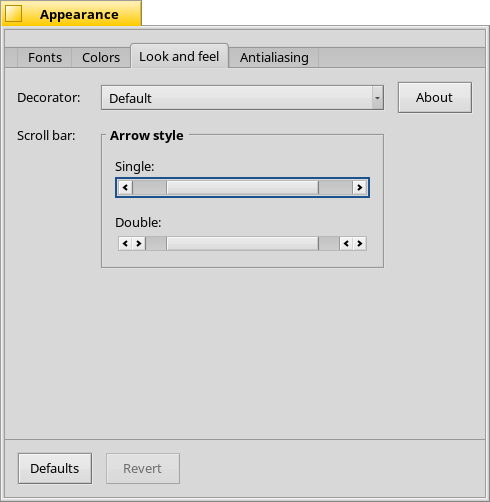 Appearance
Fonts Colors Look and feel Antialiasing
Decorator: Default About
Scroll bar: Arrow style
Single:
Double:
Defaults Revert